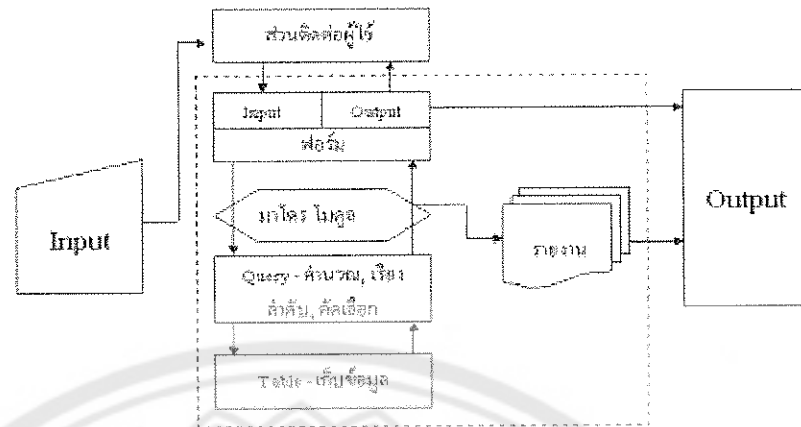 ส่วนติดต่อผู้ใช้
Input
Output
ฟอร์ม
Input
มาโคร โมดูล
รายงาน
Output
Query - คำนวณ, เรียง
ลำดับ, คัดเลือก
Table - เก็บข้อมูล